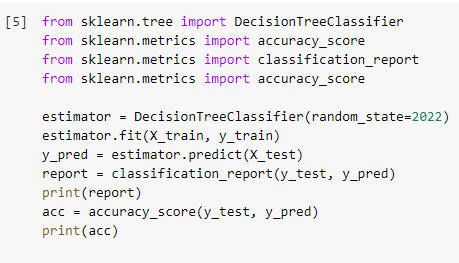 [5] from sklearn.tree import DecisionTreeClassifier
from sklearn.metrics import accuracy_score
from sklearn.metrics import classification_report
from sklearn.metrics import accuracy_score

estimator = DecisionTreeClassifier(random_state=2022)
estimator.fit(X_train, y_train)
y_pred = estimator.predict(X_test)
report = classification_report(y_test, y_pred)
print(report)
acc = accuracy_score(y_test, y_pred)
print(acc)